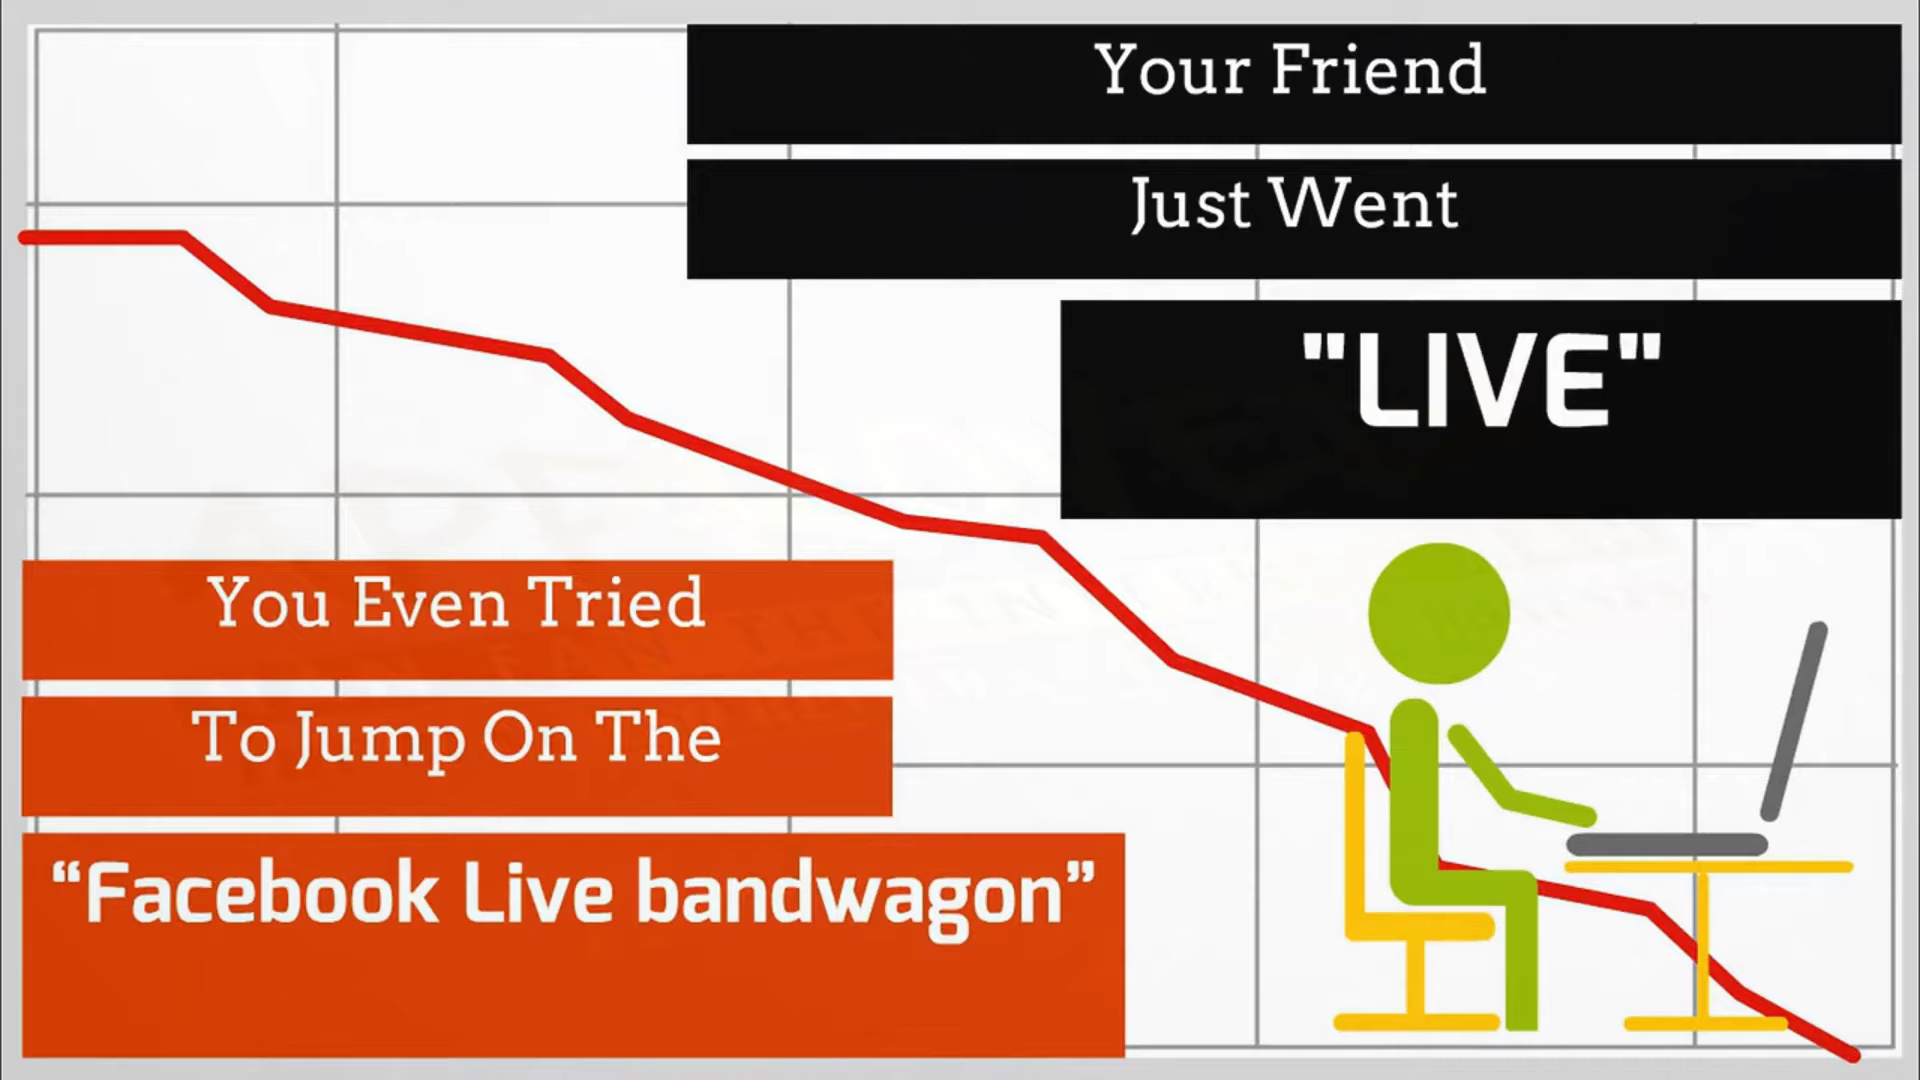 Your Friend
Just Went
"LIVE"
You Even Tried
To Jump On The
“Facebook Live bandwagon”